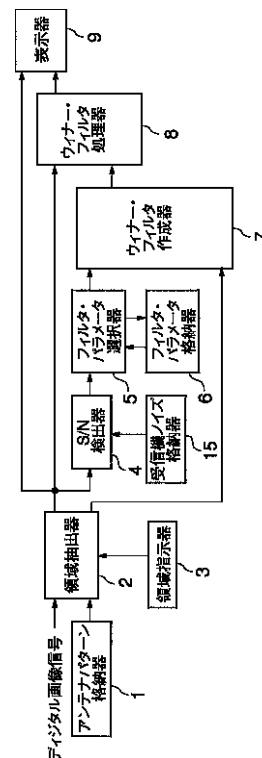 ディジタル画像信号
アンテナパターン
格納器
1
領域抽出器
2
領域指示器
3
S/N
検出器
4
受信機ノイズ
格納器
15
フィルタ・
パラメータ
選択器
5
フィルタ・
パラメータ
格納器
6
ウィナー・
フィルタ
作成器
7
ウィナー・
フィルタ
処理器
8
表示器
9